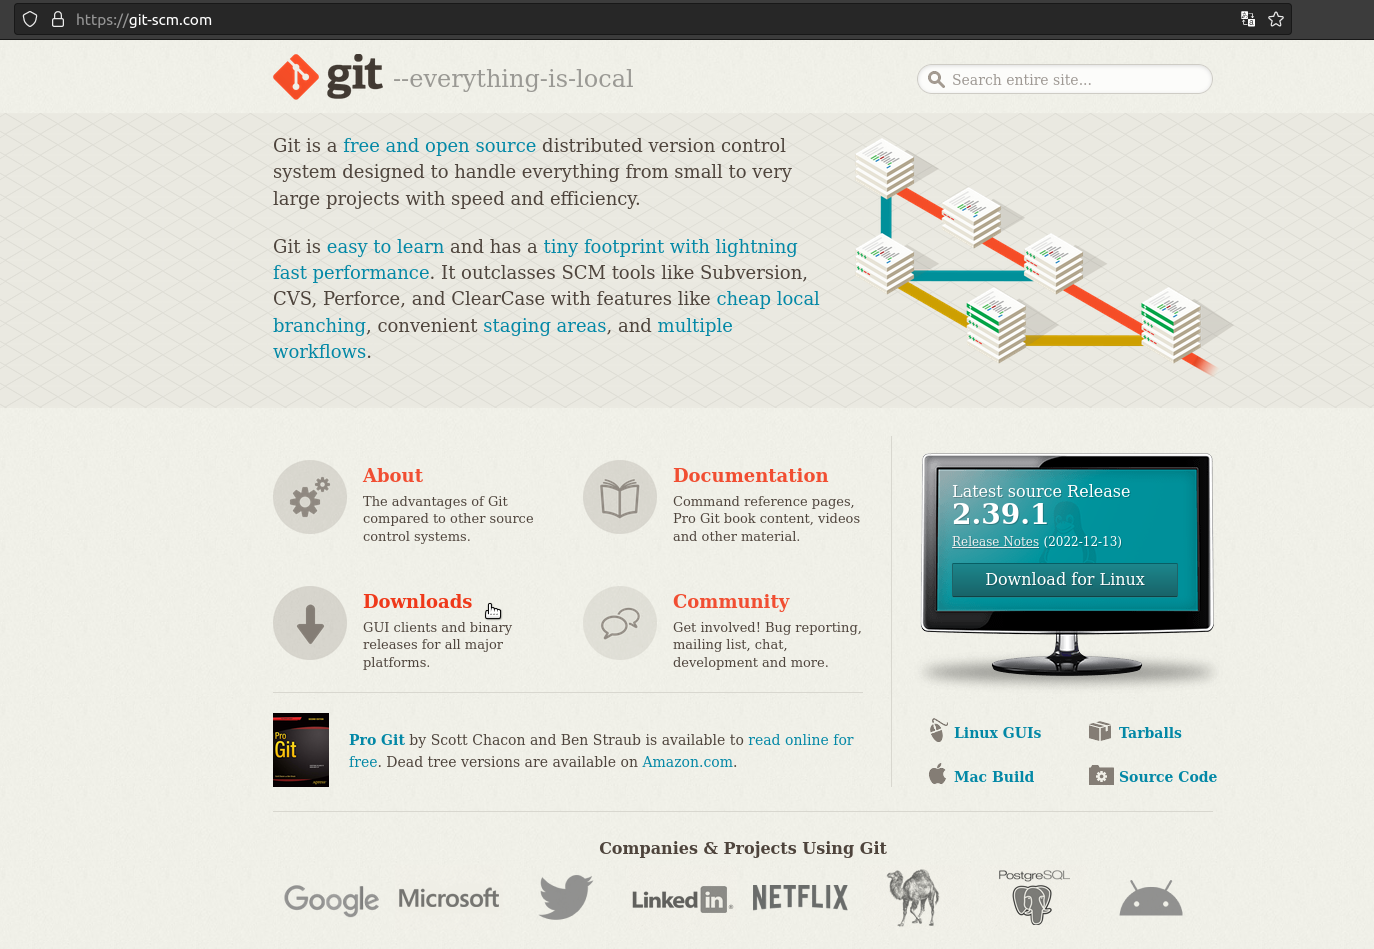 https://git-scm.com
git --everything-is-local
Search entire site...
Git is a free and open source distributed version control
system designed to handle everything from small to very
large projects with speed and efficiency.
Git is easy to learn and has a tiny footprint with lightning
fast performance. It outclasses SCM tools like Subversion,
CVS, Perforce, and ClearCase with features like cheap local
branching, convenient staging areas, and multiple
workflows.
About
The advantages of Git
compared to other source
control systems.
Documentation
Command reference pages,
Pro Git book content, videos
and other material.
Downloads
GUI clients and binary
releases for all major
platforms.
Community
Get involved! Bug reporting,
mailing list, chat,
development and more.
Latest source Release
2.39.1
Release Notes (2022-12-13)
Download for Linux
Pro
Git
Pro Git by Scott Chacon and Ben Straub is available to read online for
free. Dead tree versions are available on Amazon.com.
Linux GUIs
Tarballs
Mac Build
Source Code
Companies & Projects Using Git
Google
Microsoft
Linked in
NETFLIX
PostgreSQL